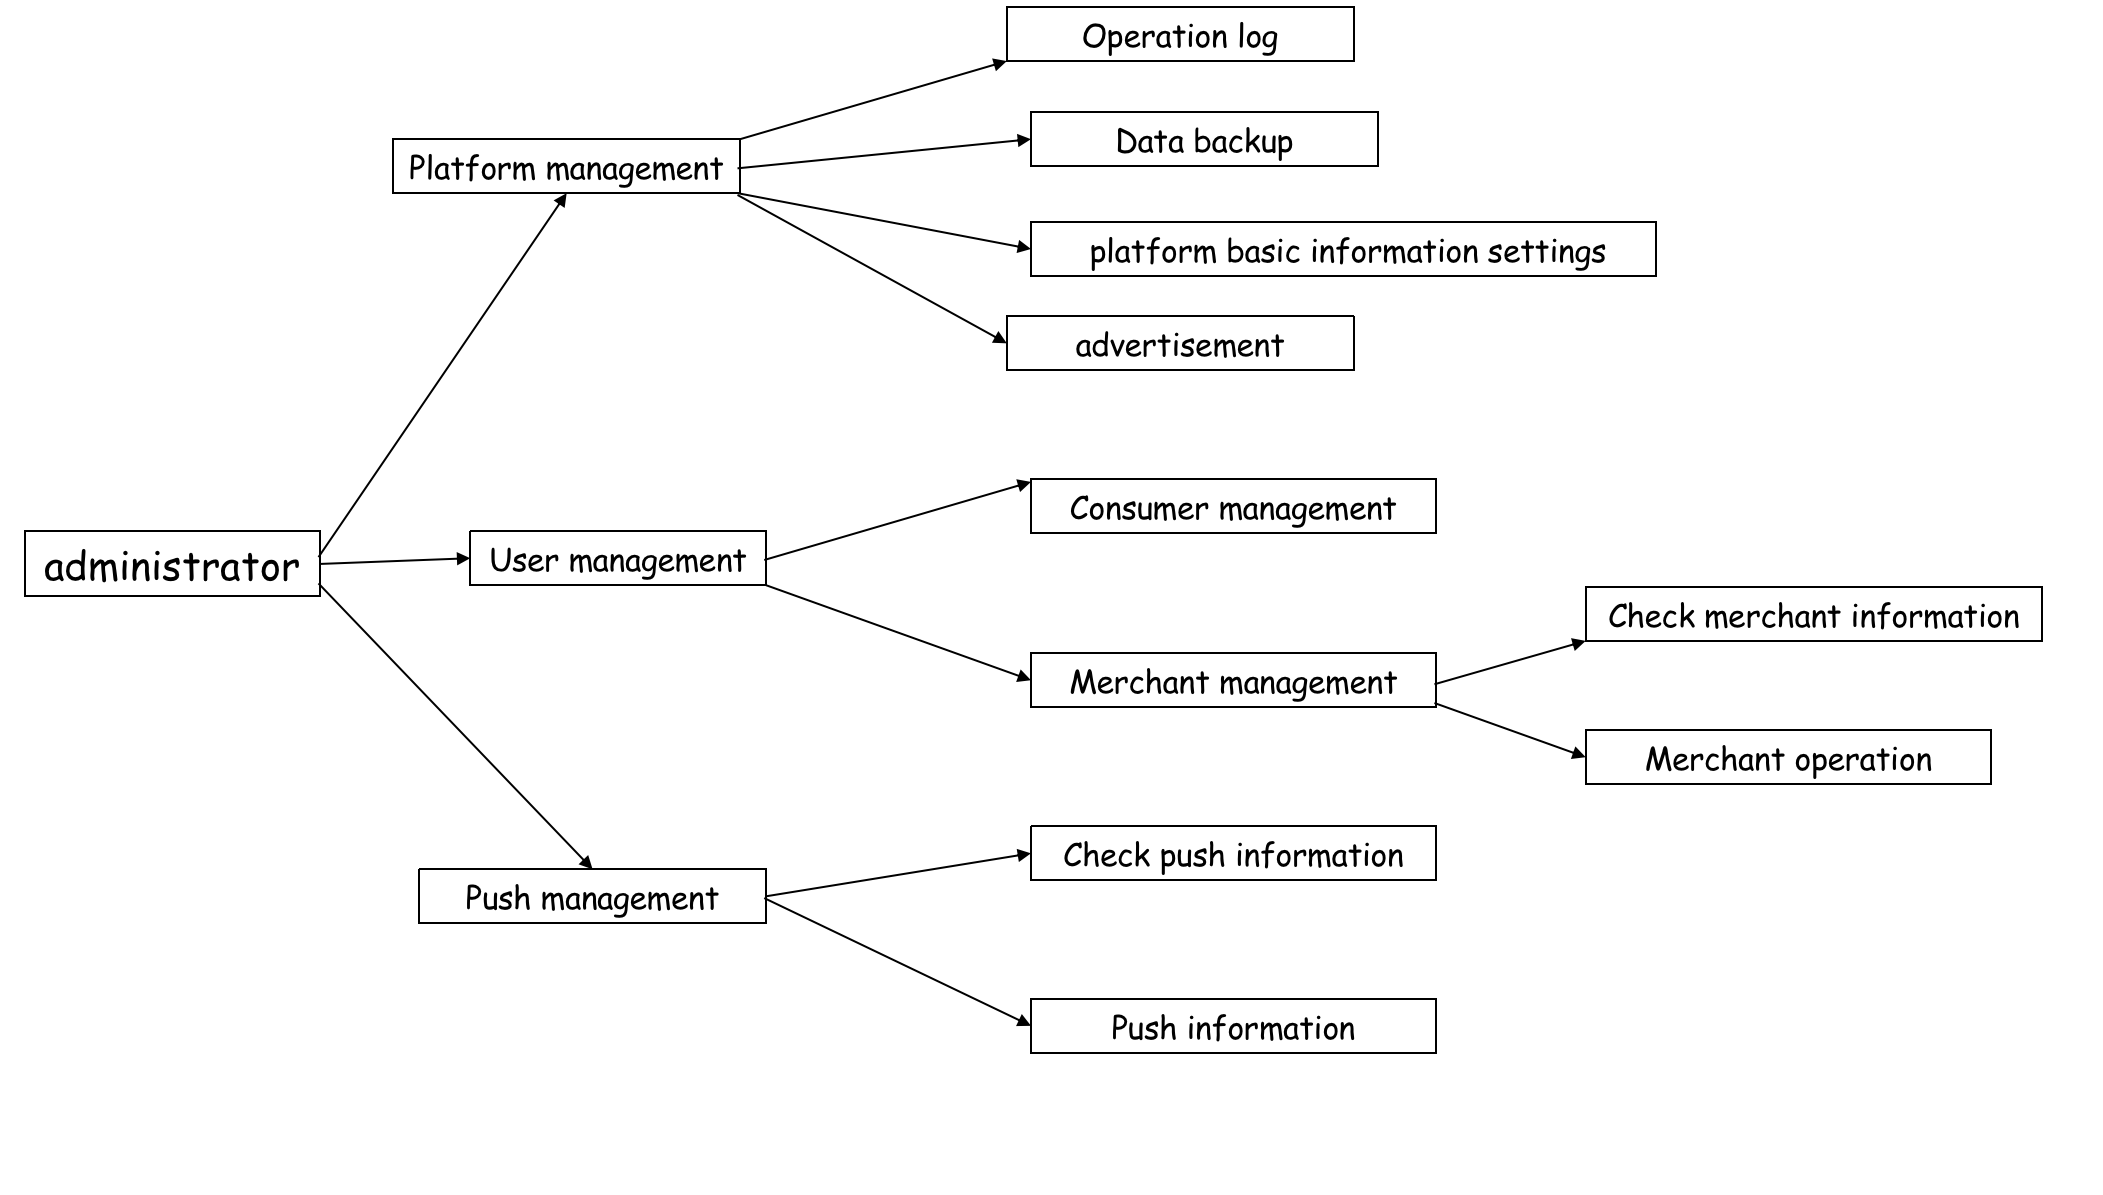 Operation log
Data backup
Platform management
platform basic information settings
advertisement
Consumer management
administrator
User management
Check merchant information
Merchant management
Merchant operation
Check push information
Push management
Push information